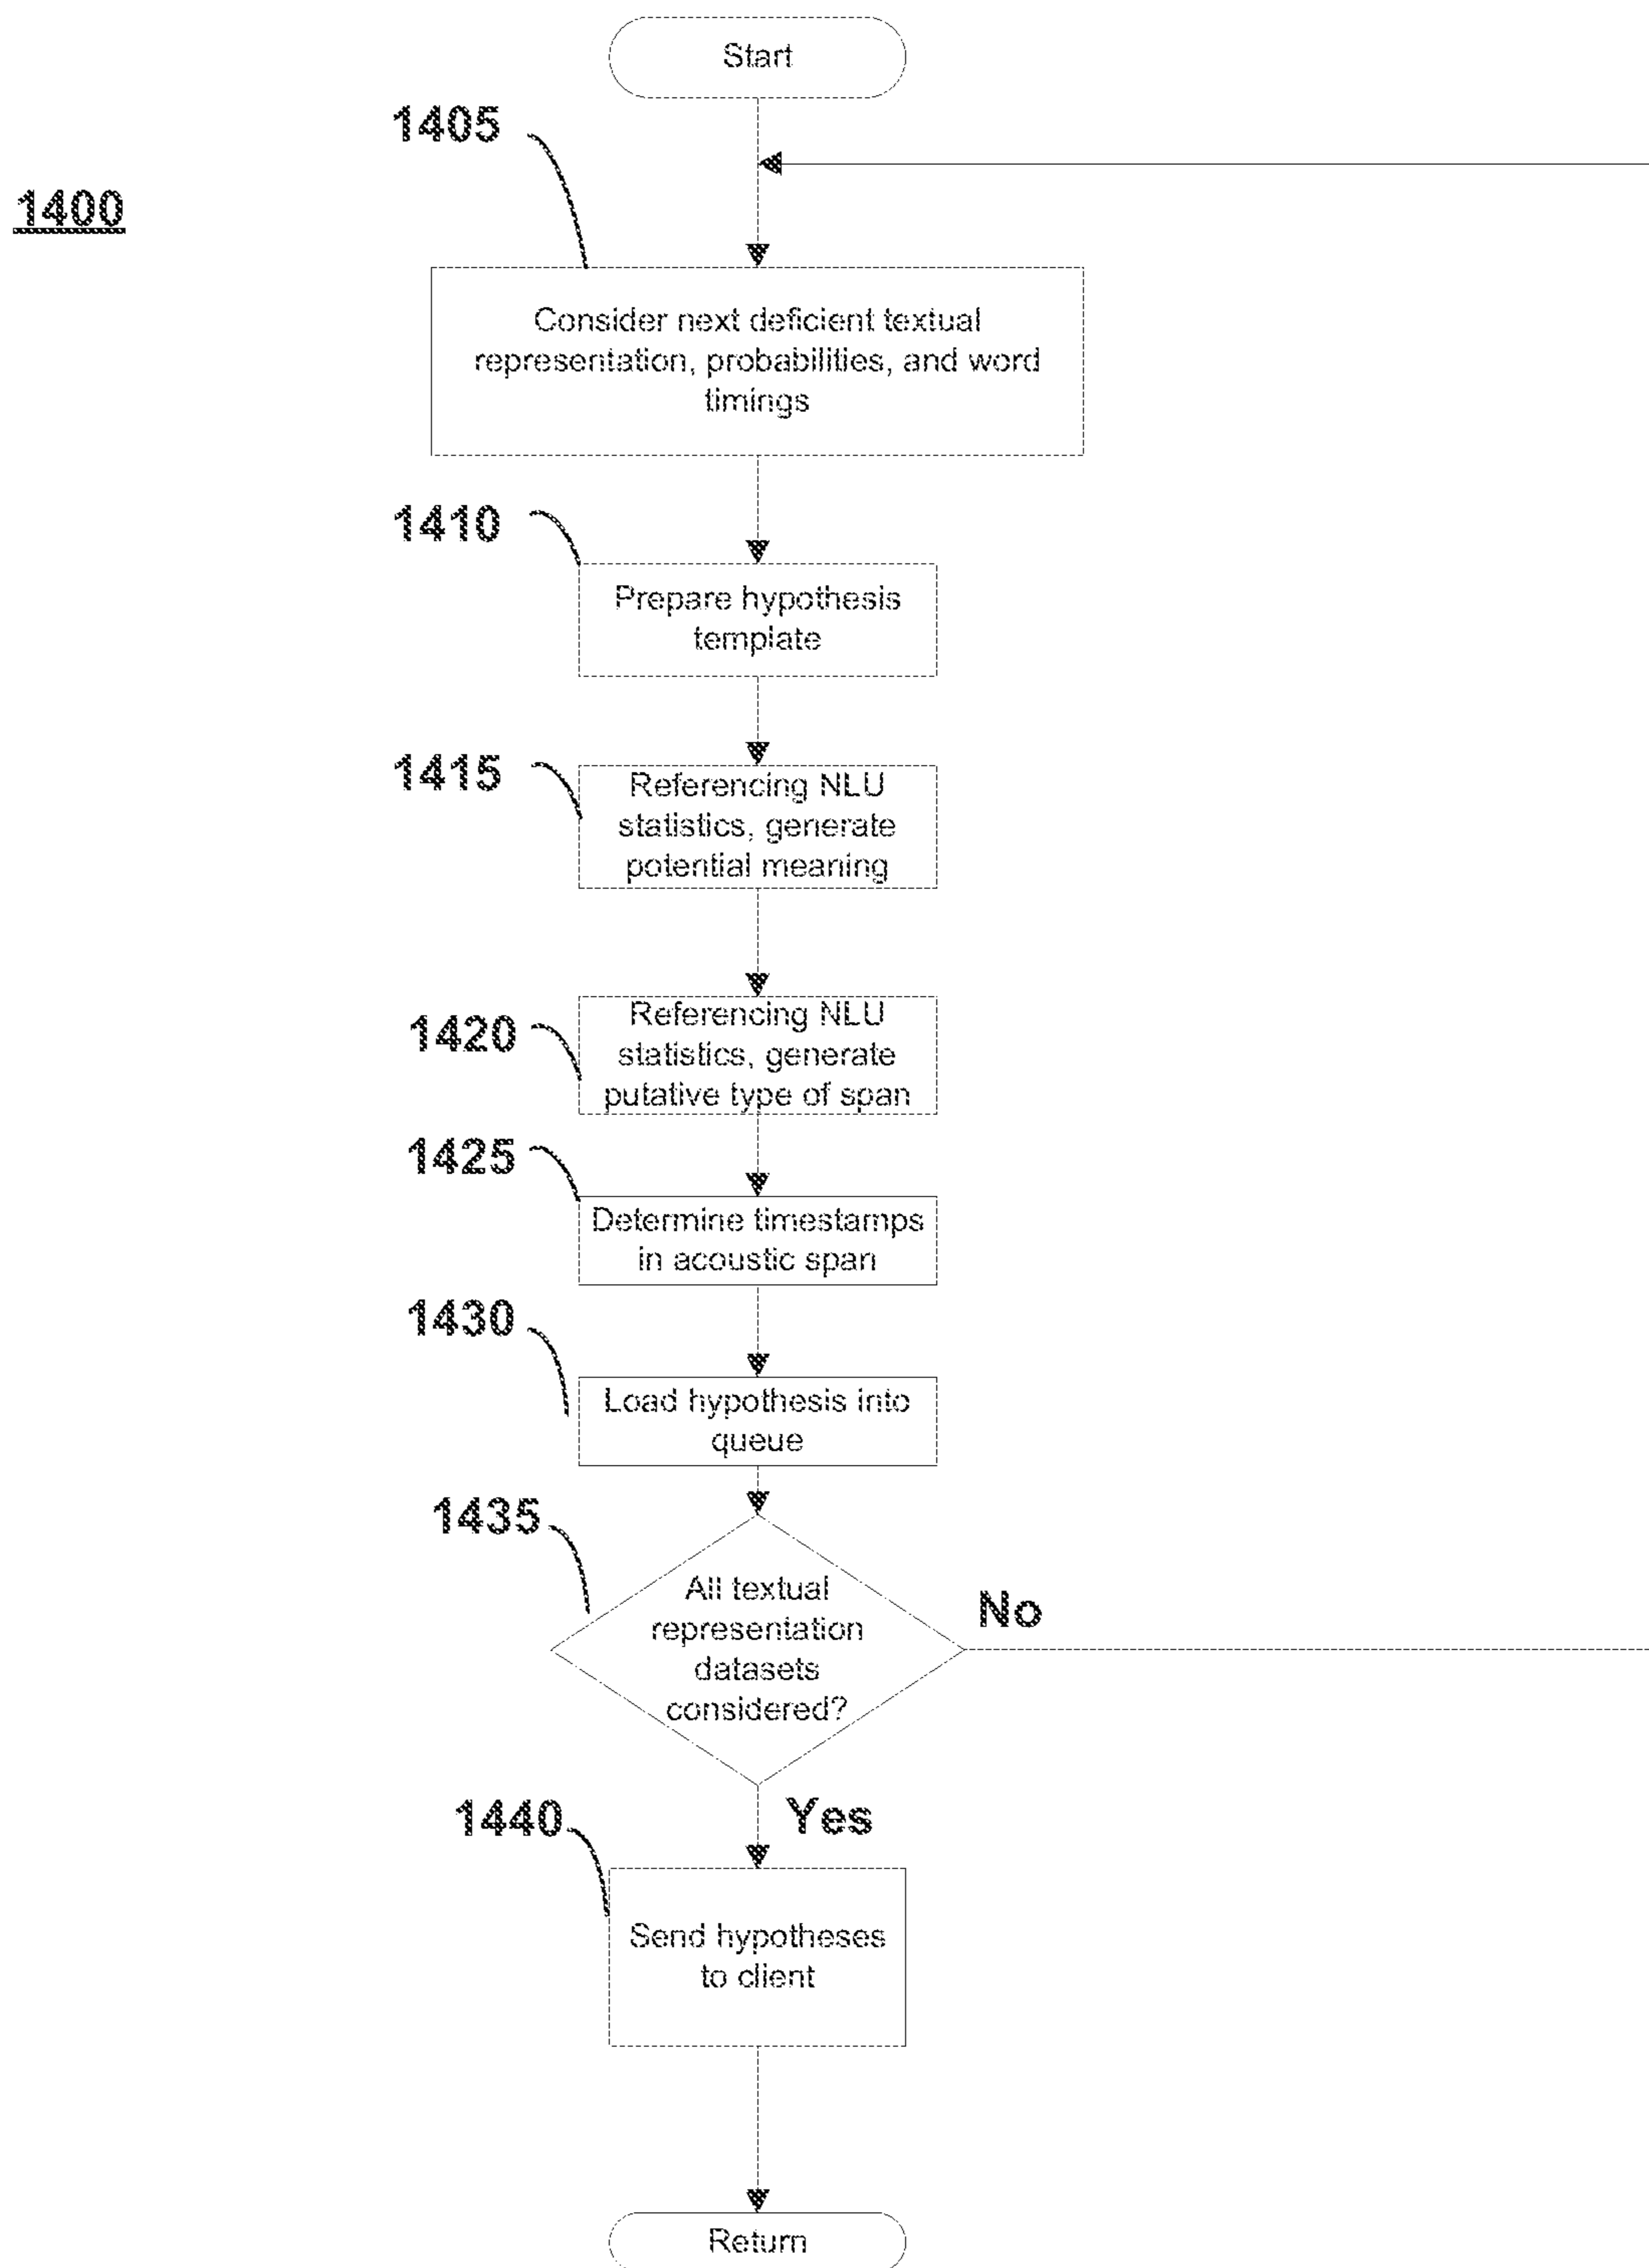 Start
1405
1400
Consider next deficient textual
representation, probabilities, and word
timings
1410
Prepare hypothesis
template
1415
Referencing NLU
statistics, generate
potential meaning
1420
Referencing NLU
statistics, generate
putative type of span
1425
Determine timestamps
in acoustic span
1430
Load hypothesis into
queue
1435
All textual
representation
datasets
considered?
No
Yes
1440
Send hypotheses
to client
Return